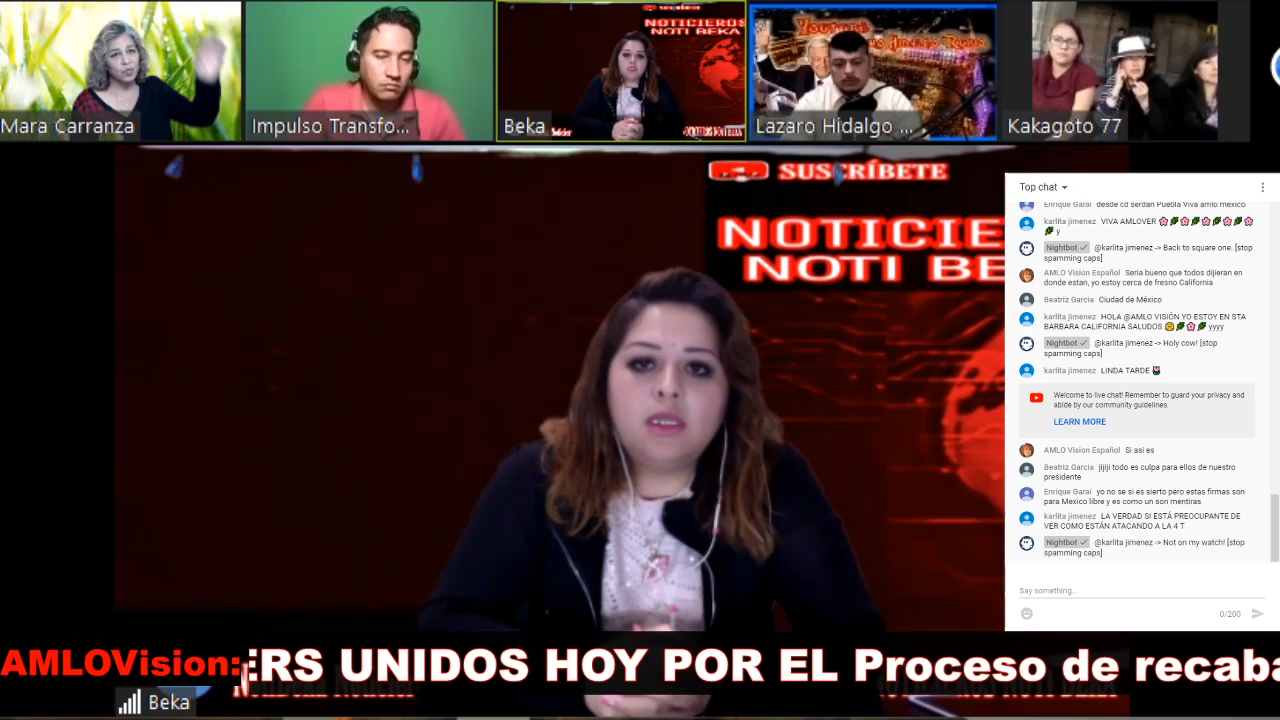 SUSCRÍBETE
NOTICIEROS
NOTI BEKA
Mara Carranza
Impulso Transfo...
Beka
Lazaro Hidalgo ...
Kakagoto 77
SUSCRÍBETE
NOTICIE
NOTI BE
Top chat
Enrique Garai desde cd serdan Puebla Viva amlo mexico
karlita jimenez VIVA AMLOVER 🌸🌿🌸🌿🌸🌿🌸🌿🌸
🌿 y
Nightbot @karlita jimenez -> Back to square one. [stop
spamming caps]
AMLO Vision Español Seria bueno que todos dijieran en
donde estan, yo estoy cerca de fresno California
Beatriz Garcia Ciudad de México
karlita jimenez HOLA @AMLO VISIÓN YO ESTOY EN STA
BARBARA CALIFORNIA SALUDOS 🤗🌿🌸🌿 yyyy
Nightbot @karlita jimenez -> Holy cow! [stop
spamming caps]
karlita jimenez LINDA TARDE 🌷
Welcome to live chat! Remember to guard your privacy and
abide by our community guidelines.
LEARN MORE
AMLO Vision Español Si asi es
Beatriz Garcia jijijji todo es culpa para ellos de nuestro
presidente
Enrique Garai yo no se si es sierto pero estas firmas son
para Mexico libre y es como un son mentiras
karlita jimenez LA VERDAD SI ESTÁ PREOCUPANTE DE
VER COMO ESTÁN ATACANDO A LA 4 T
Nightbot @karlita jimenez -> Not on my watch! [stop
spamming caps]
Say something...
0/200
AMLOVision: ERS UNIDOS HOY POR EL Proceso de recaba
Beka